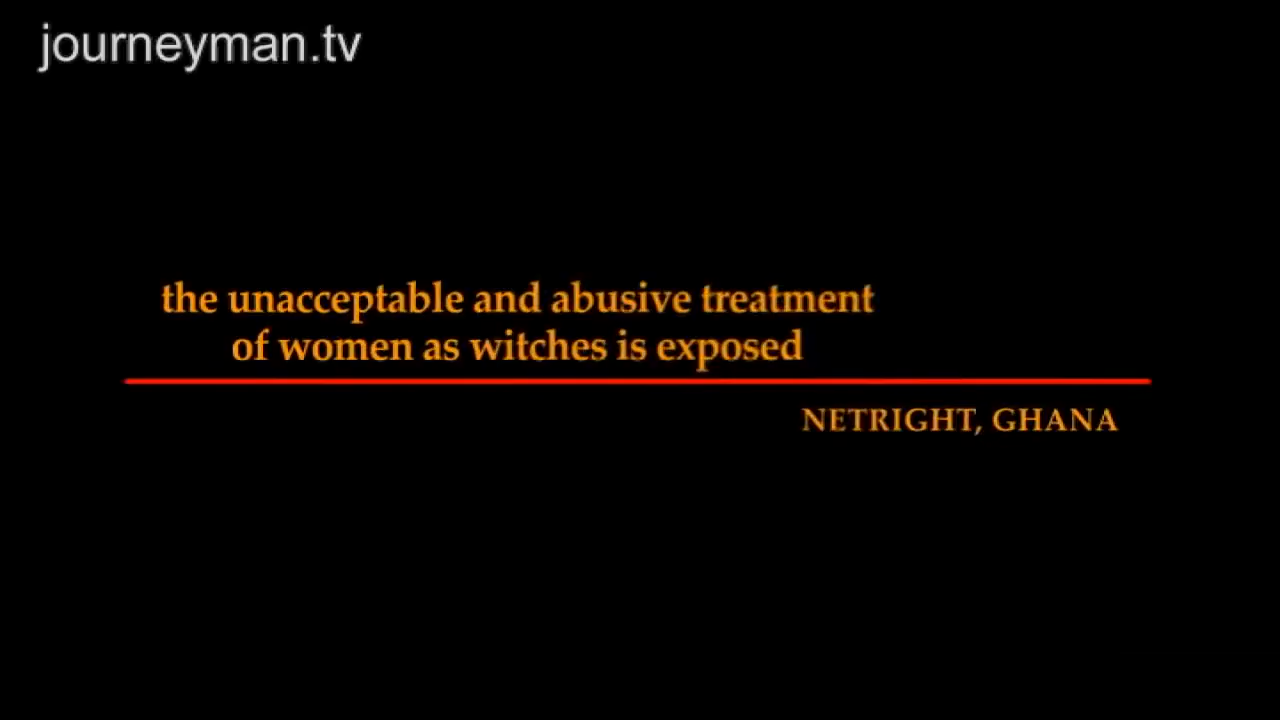 journeyman.tv
the unacceptable and abusive treatment
of women as witches is exposed
NETRIGHT, GHANA